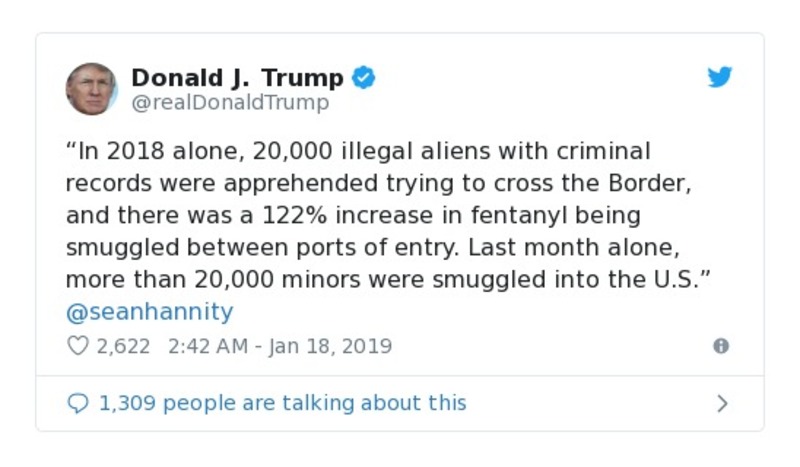 Donald J. Trump
@realDonaldTrump
“In 2018 alone, 20,000 illegal aliens with criminal
records were apprehended trying to cross the Border,
and there was a 122% increase in fentanyl being
smuggled between ports of entry. Last month alone,
more than 20,000 minors were smuggled into the U.S.”
@seanhannity
2,622 2:42 AM - Jan 18, 2019
1,309 people are talking about this